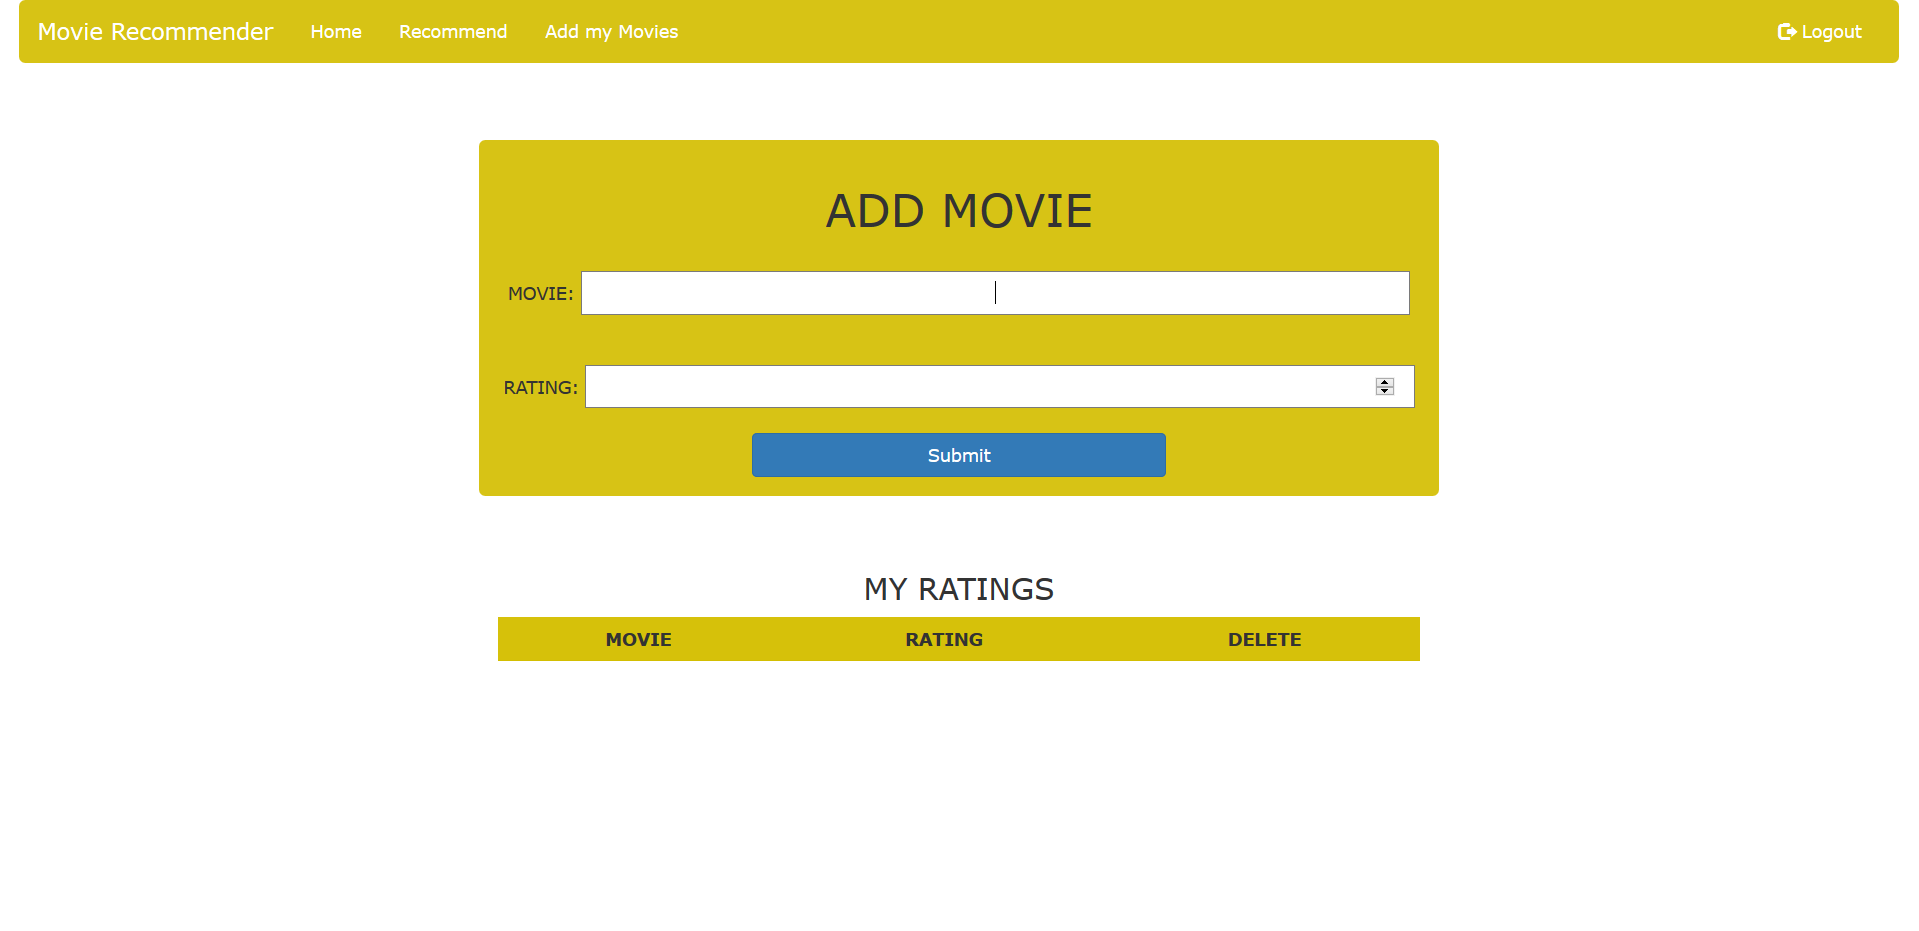 Movie Recommender Home Recommend Add my Movies Logout
ADD MOVIE
MOVIE:
RATING:
Submit
MY RATINGS
MOVIE RATING DELETE